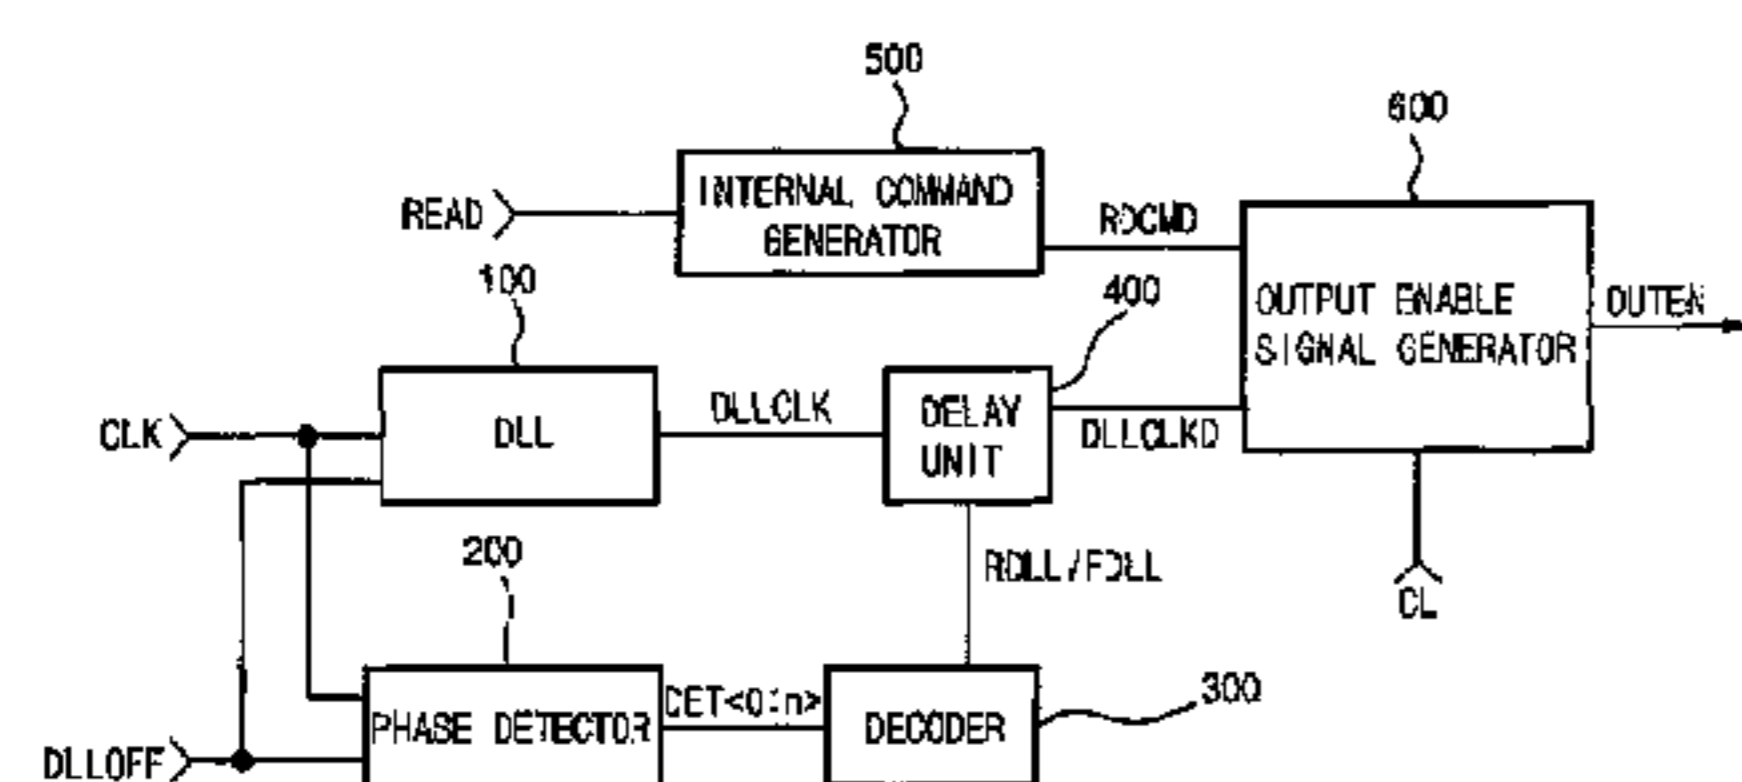 500
600
READ
INTERNAL COMMAND
GENERATOR
RDCMD
100
400
OUTPUT ENABLE
SIGNAL GENERATOR
OUTEN
CLK
DLL
DLLCLK
DELAY
UNIT
DLLCLKD
200
RDLL/FDLL
CL
300
PHASE DETECTOR
DET<0:n>
DECODER
DLLOFF